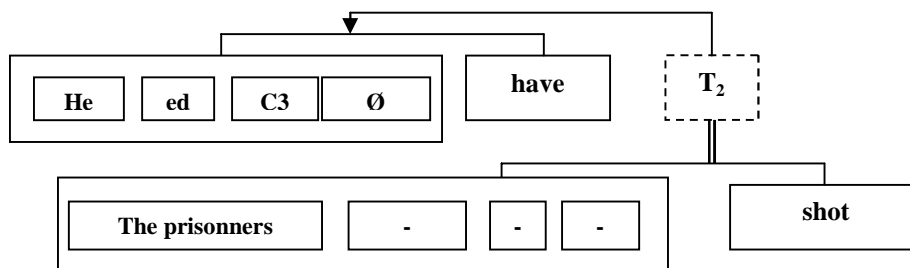 He ed C3 Ø have T₂
The prisonners - - - shot